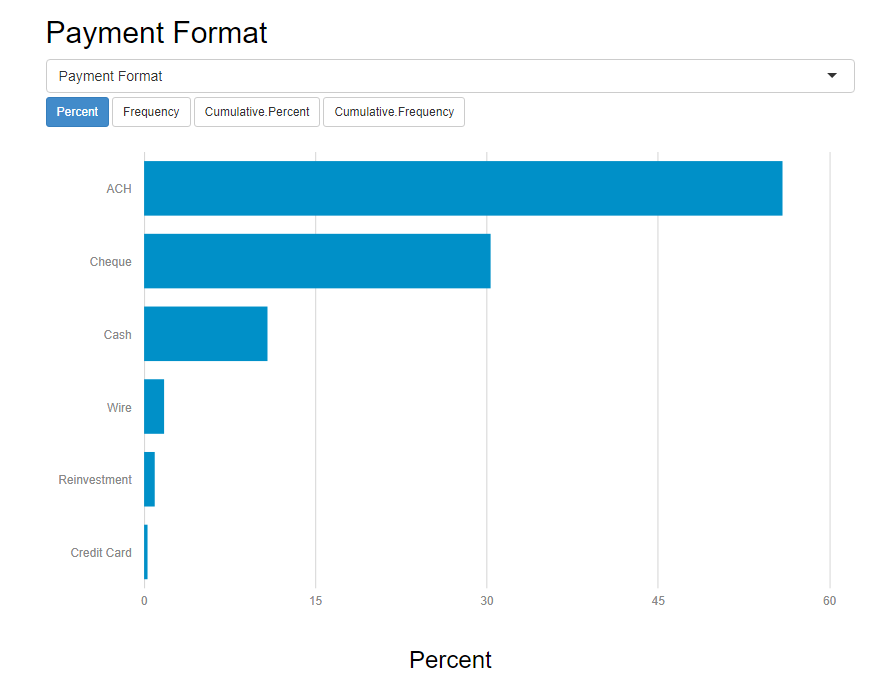 Payment Format
Payment Format
Percent Frequency Cumulative.Percent Cumulative.Frequency
ACH
Cheque
Cash
Wire
Reinvestment
Credit Card
0 15 30 45 60
Percent